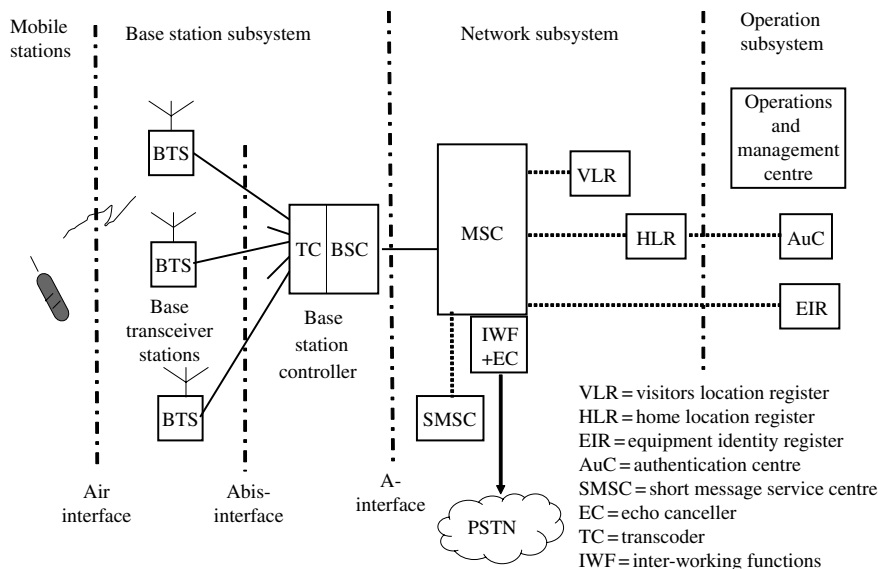 Mobile
stations
Base station subsystem
Network subsystem
Operation
subsystem
Operations
and
management
centre
BTS
VLR
TC
BSC
MSC
HLR
AuC
BTS
EIR
Base
transceiver
stations
Base
station
controller
IWF
+EC
BTS
SMSC
VLR = visitors location register
HLR = home location register
EIR = equipment identity register
AuC = authentication centre
SMSC = short message service centre
EC = echo canceller
TC = transcoder
IWF = inter-working functions
Air
interface
Abis-
interface
A-
interface
PSTN